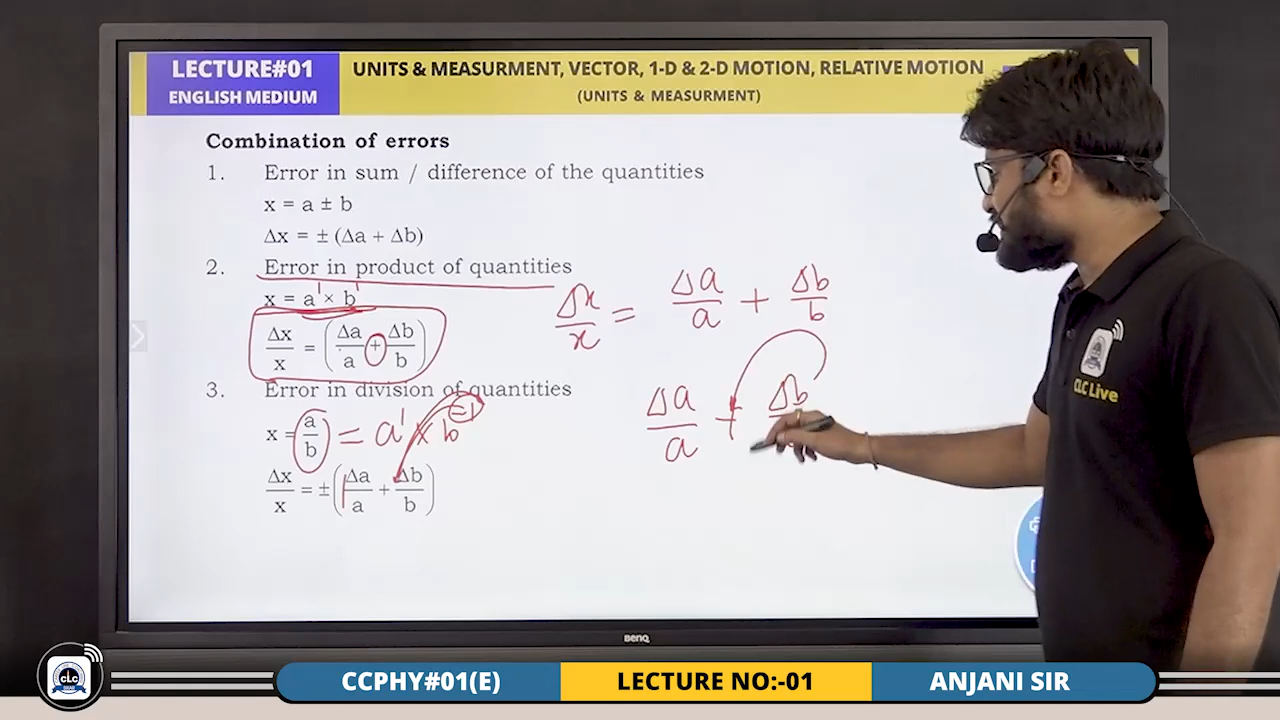 LECTURE#01
ENGLISH MEDIUM
UNITS & MEASURMENT, VECTOR, 1-D & 2-D MOTION, RELATIVE MOTION
(UNITS & MEASURMENT)
Combination of errors
1. Error in sum / difference of the quantities
x = a ± b
Δx = ± (Δa + Δb)
2. Error in product of quantities
x = a¹ × b¹
Δx/x = (Δa/a + Δb/b)
Δx/x = Δa/a + Δb/b
3. Error in division of quantities
x = a/b = a¹ × b⁻¹
Δa/a + Δb
Δx/x = ± (Δa/a + Δb/b)
CLC Live
BenQ
CLC
CCPHY#01(E)
LECTURE NO:-01
ANJANI SIR